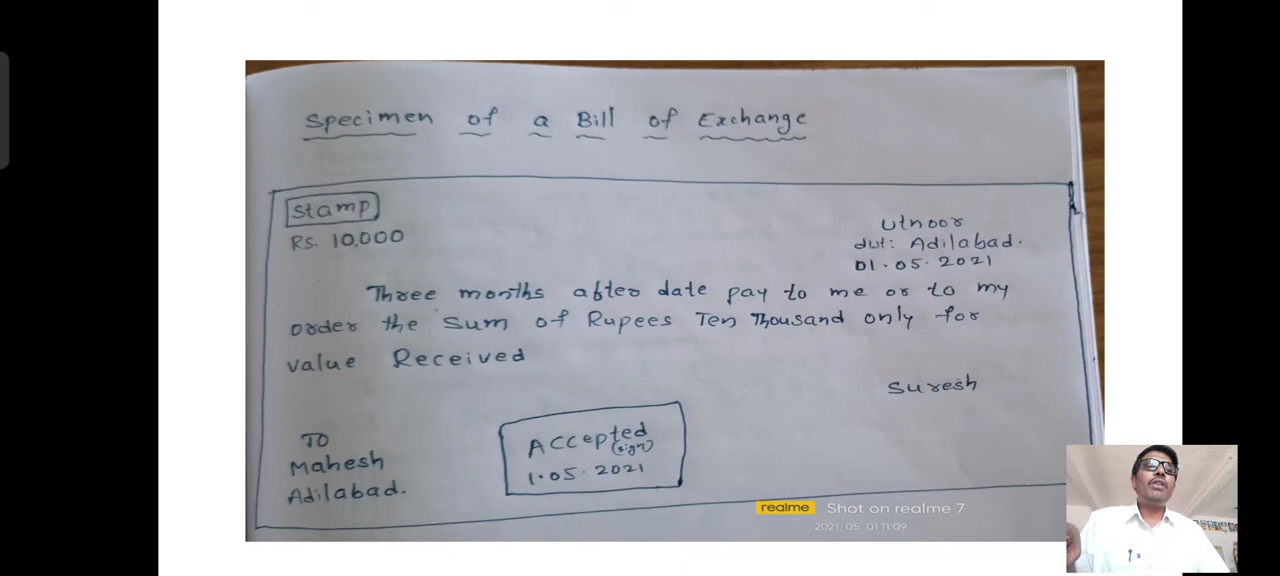 Specimen of a Bill of Exchange
Stamp
Rs. 10,000
Utnoor
dist: Adilabad.
01.05.2021
Three months after date pay to me or to my
order the sum of Rupees Ten Thousand only for
value Received
Suresh
To
Mahesh
Adilabad.
Accepted
(sign)
1.05.2021
realme Shot on realme 7
2021.05.01 11:09